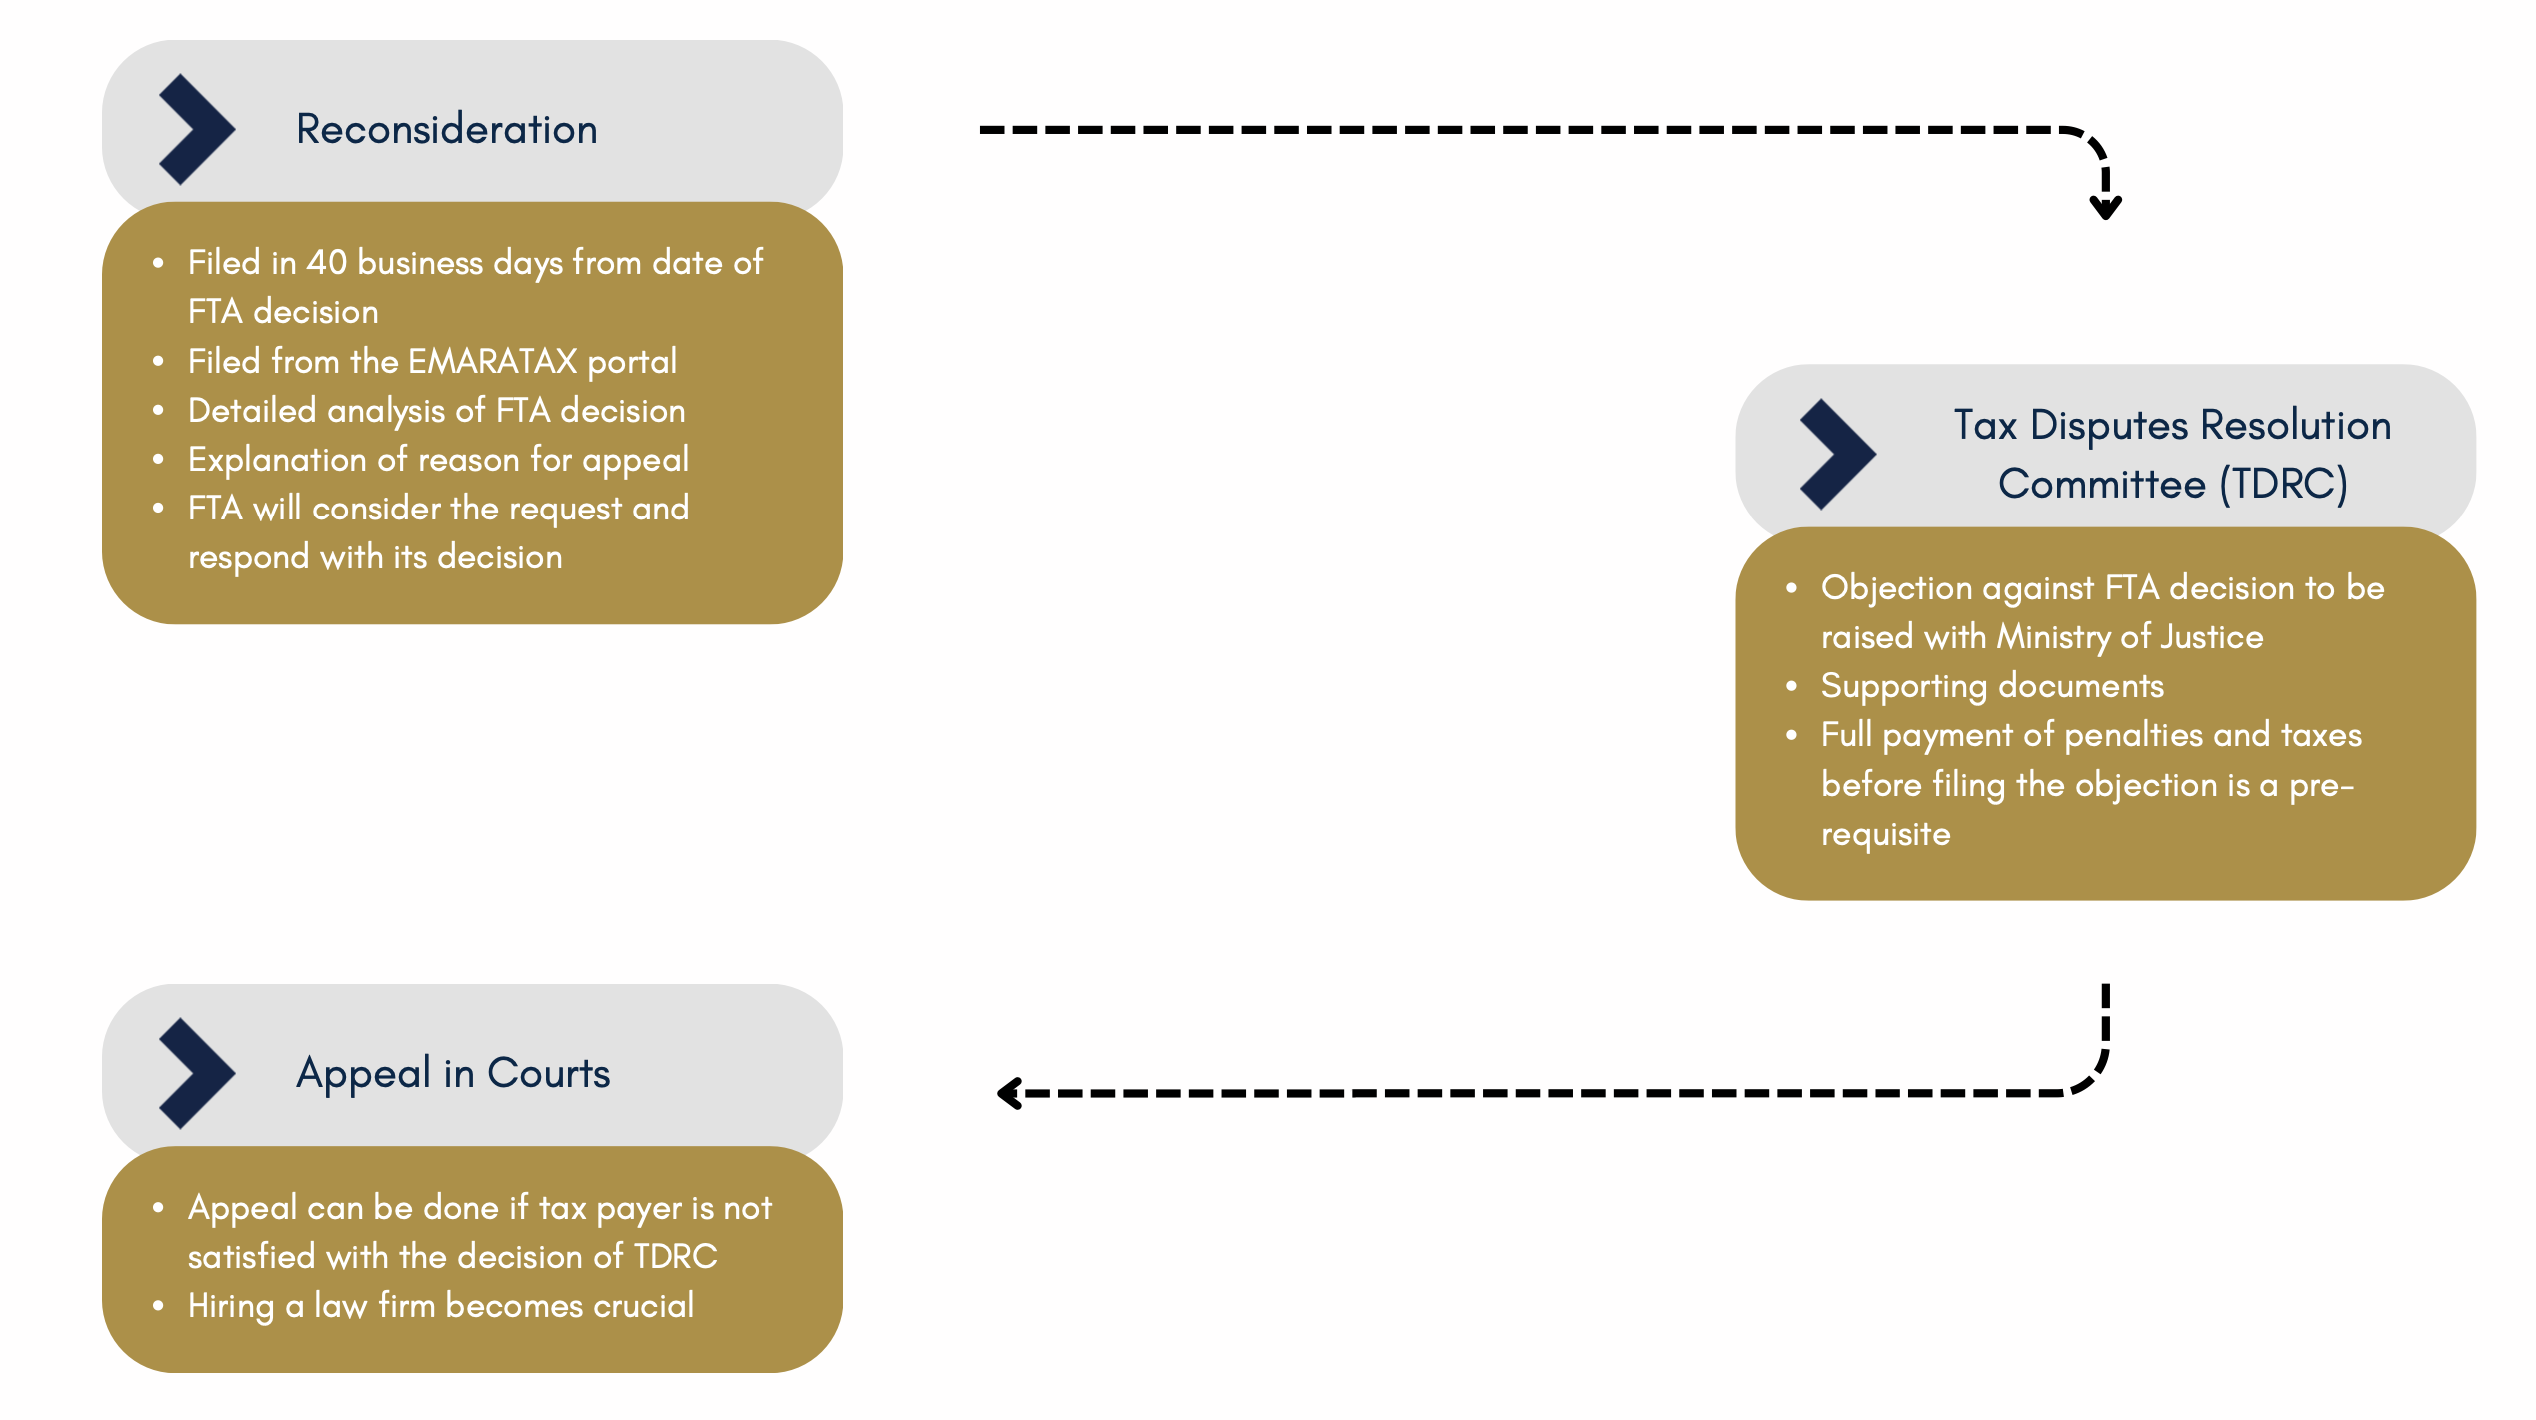 Reconsideration
• Filed in 40 business days from date of
FTA decision
• Filed from the EMARATAX portal
• Detailed analysis of FTA decision
• Explanation of reason for appeal
• FTA will consider the request and
respond with its decision
Tax Disputes Resolution
Committee (TDRC)
• Objection against FTA decision to be
raised with Ministry of Justice
• Supporting documents
• Full payment of penalties and taxes
before filing the objection is a pre-
requisite
Appeal in Courts
• Appeal can be done if tax payer is not
satisfied with the decision of TDRC
• Hiring a law firm becomes crucial